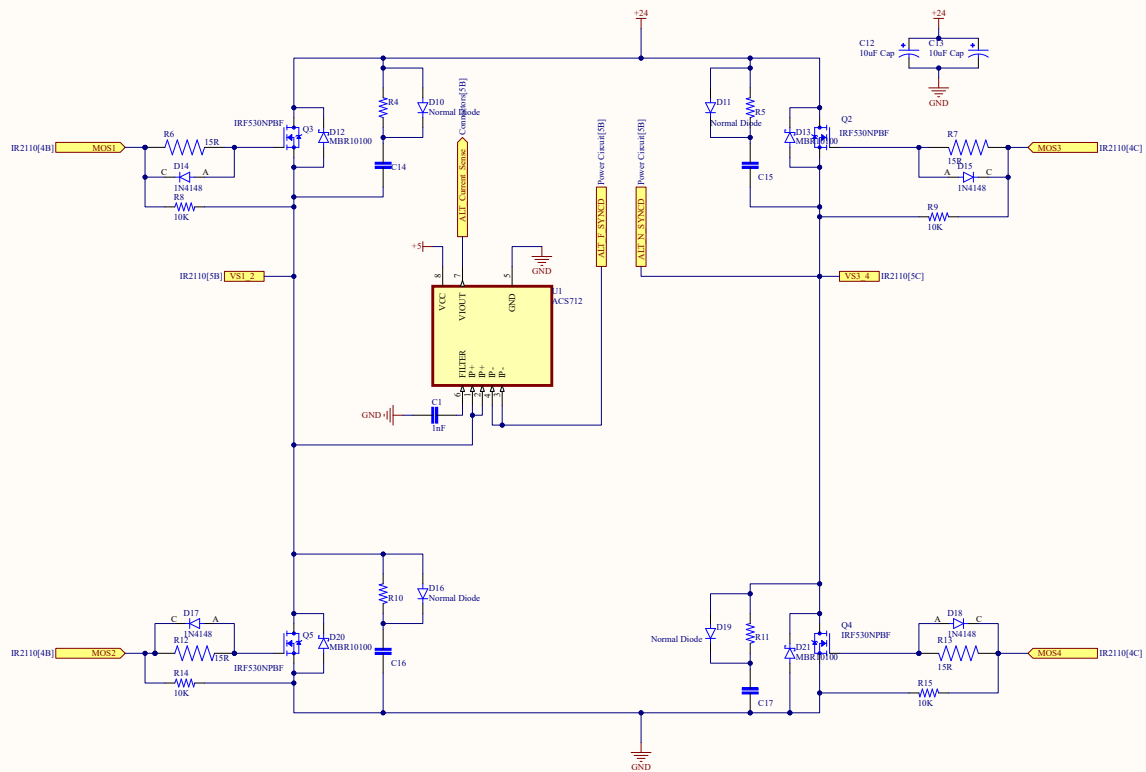 +24
+24
C12
10uF Cap
C13
10uF Cap
GND
IR2110[4B]
MOS1
R6
15R
D14
C
A
1N4148
R8
10K
IRF530NPBF
Q3
D12
MBR10100
R4
D10
Normal Diode
C14
Connectors[5B]
ALT_Current_Sense
Power Circuit[5B]
ALT_F_SYNCD
Power Circuit[5B]
ALT_N_SYNCD
D11
Normal Diode
R5
C15
D13
MBR10100
Q2
IRF530NPBF
R7
15R
A
D15
C
1N4148
R9
10K
MOS3
IR2110[4C]
IR2110[5B]
VS1_2
+5
GND
8
7
5
VCC
VIOUT
GND
U1
ACS712
FILTER
IP+
IP+
IP-
IP-
6
1
2
4
3
GND
C1
1nF
VS3_4
IR2110[5C]
IR2110[4B]
MOS2
D17
C
A
1N4148
R12
15R
R14
10K
Q5
IRF530NPBF
D20
MBR10100
R10
D16
Normal Diode
C16
Normal Diode
D19
R11
C17
D21
MBR10100
Q4
IRF530NPBF
D18
A
C
1N4148
R13
15R
R15
10K
MOS4
IR2110[4C]
GND